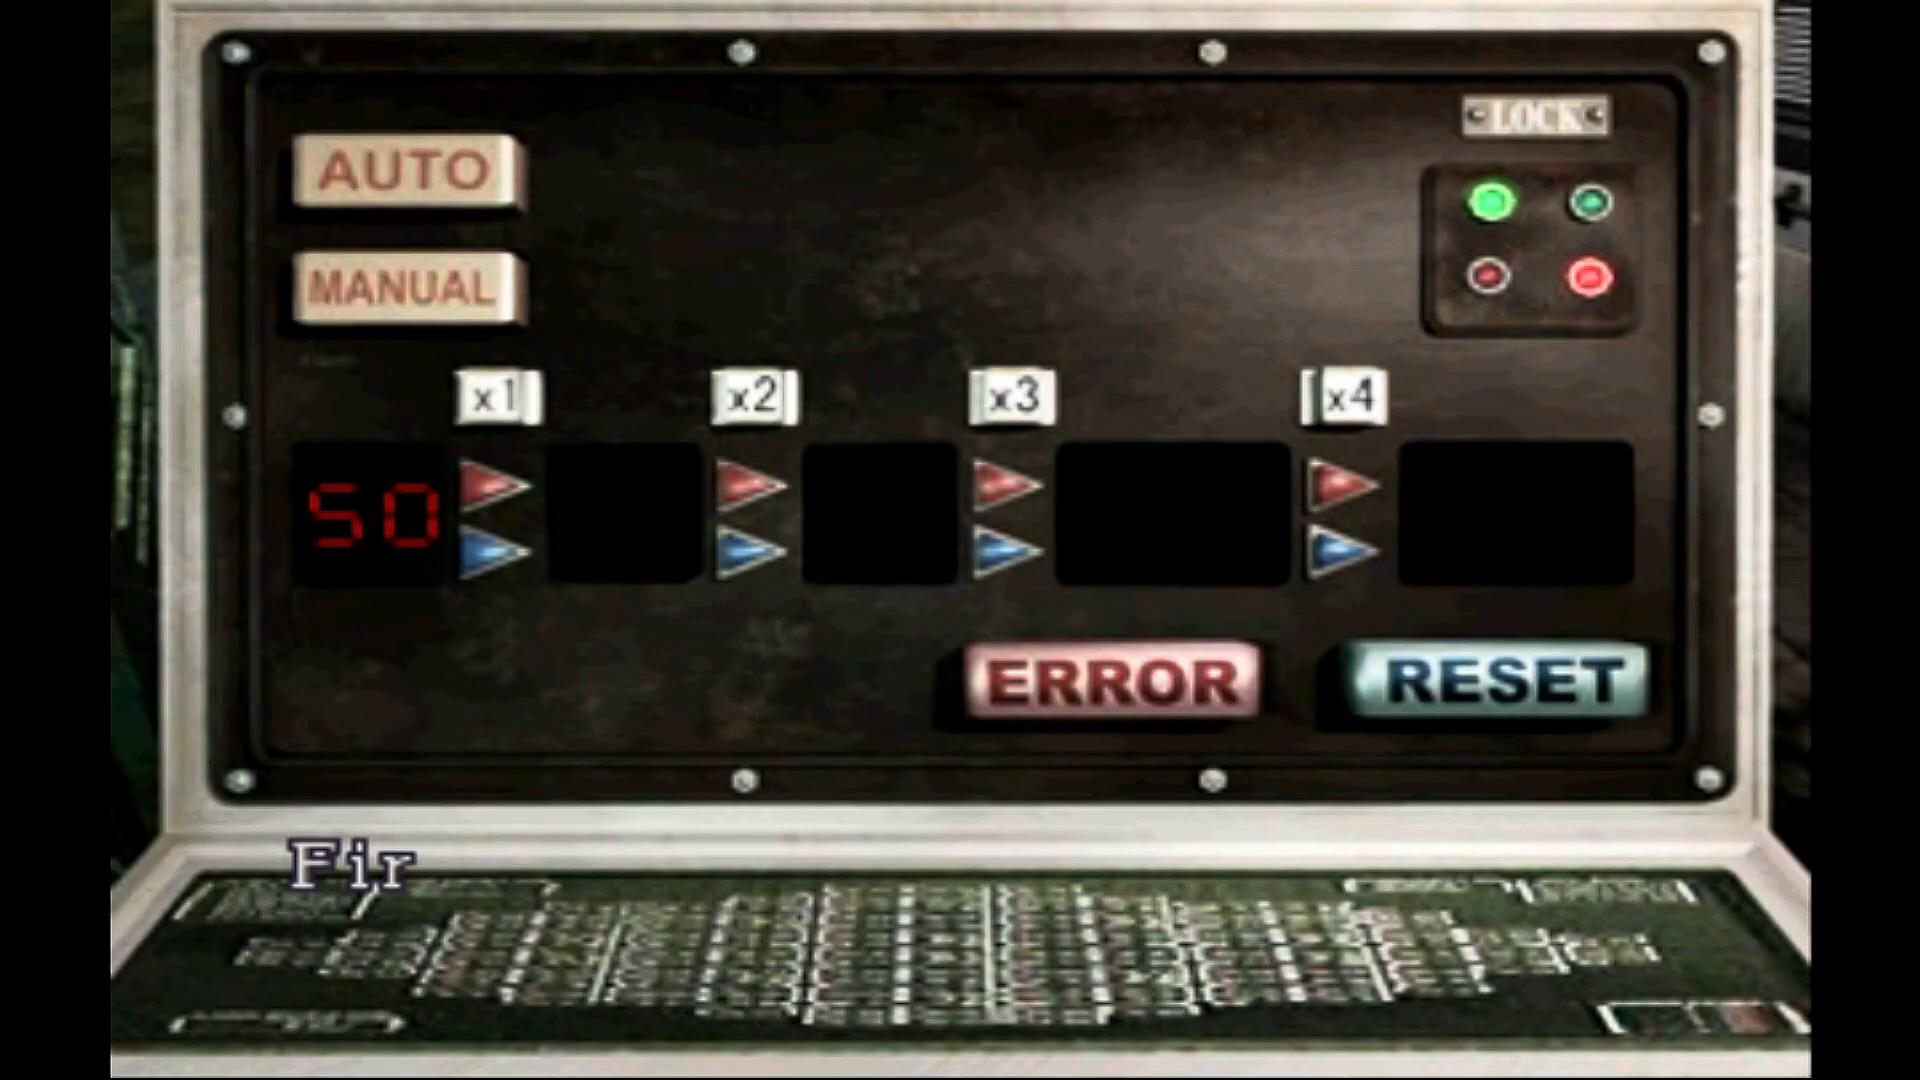 LOCK
AUTO
MANUAL
x1 x2 x3 x4
50
ERROR RESET
Fir